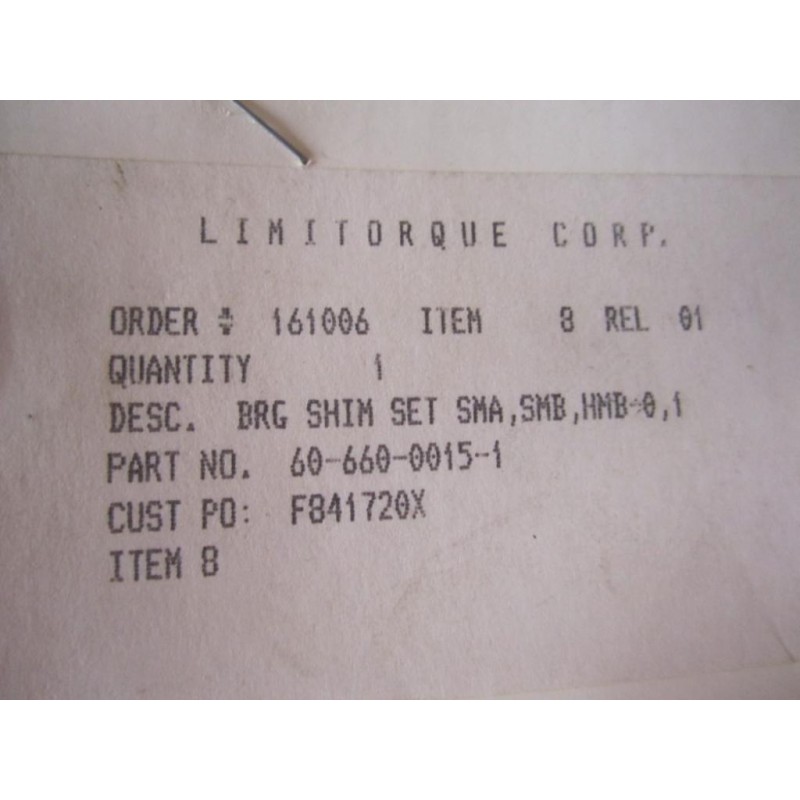 LIMITORQUE CORP.
ORDER # 161006 ITEM 8 REL 01
QUANTITY 1
DESC. BRG SHIM SET SMA,SMB,HMB-0,1
PART NO. 60-660-0015-1
CUST PO: F841720X
ITEM 8